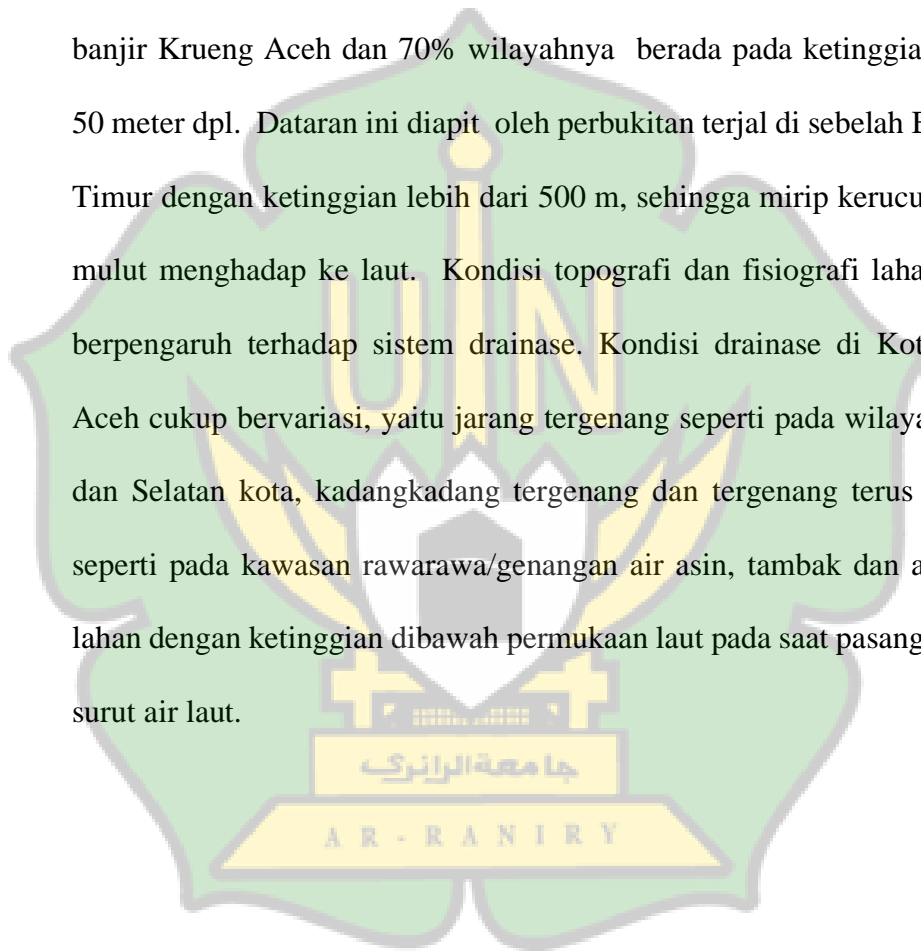 banjir Krueng Aceh dan 70% wilayahnya berada pada ketinggia
50 meter dpl. Dataran ini diapit oleh perbukitan terjal di sebelah
Timur dengan ketinggian lebih dari 500 m, sehingga mirip kerucu
mulut menghadap ke laut. Kondisi topografi dan fisiografi laha
berpengaruh terhadap sistem drainase. Kondisi drainase di Kot
Aceh cukup bervariasi, yaitu jarang tergenang seperti pada wilaya
dan Selatan kota, kadangkadang tergenang dan tergenang terus
seperti pada kawasan rawarawa/genangan air asin, tambak dan a
lahan dengan ketinggian dibawah permukaan laut pada saat pasang
surut air laut.
UIN
جامعة الرانري
AR-RANIRY